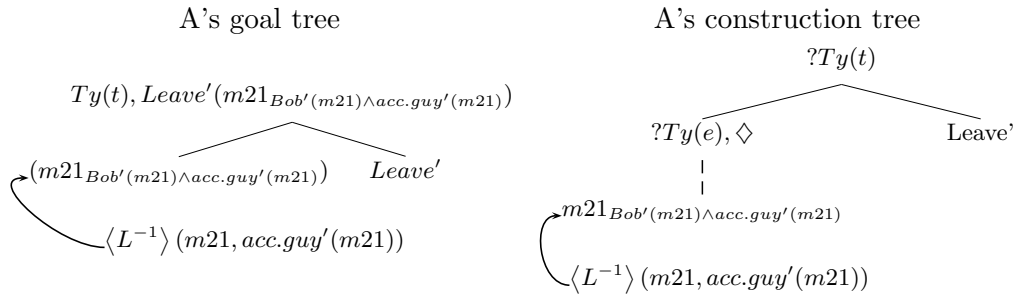 A's goal tree
Ty(t), Leave′(m21_{Bob′(m21)∧acc.guy′(m21)})
(m21_{Bob′(m21)∧acc.guy′(m21)}) Leave′
⟨L⁻¹⟩ (m21, acc.guy′(m21))
A's construction tree
?Ty(t)
?Ty(e), ♢ Leave'
m21_{Bob′(m21)∧acc.guy′(m21)}
⟨L⁻¹⟩ (m21, acc.guy′(m21))